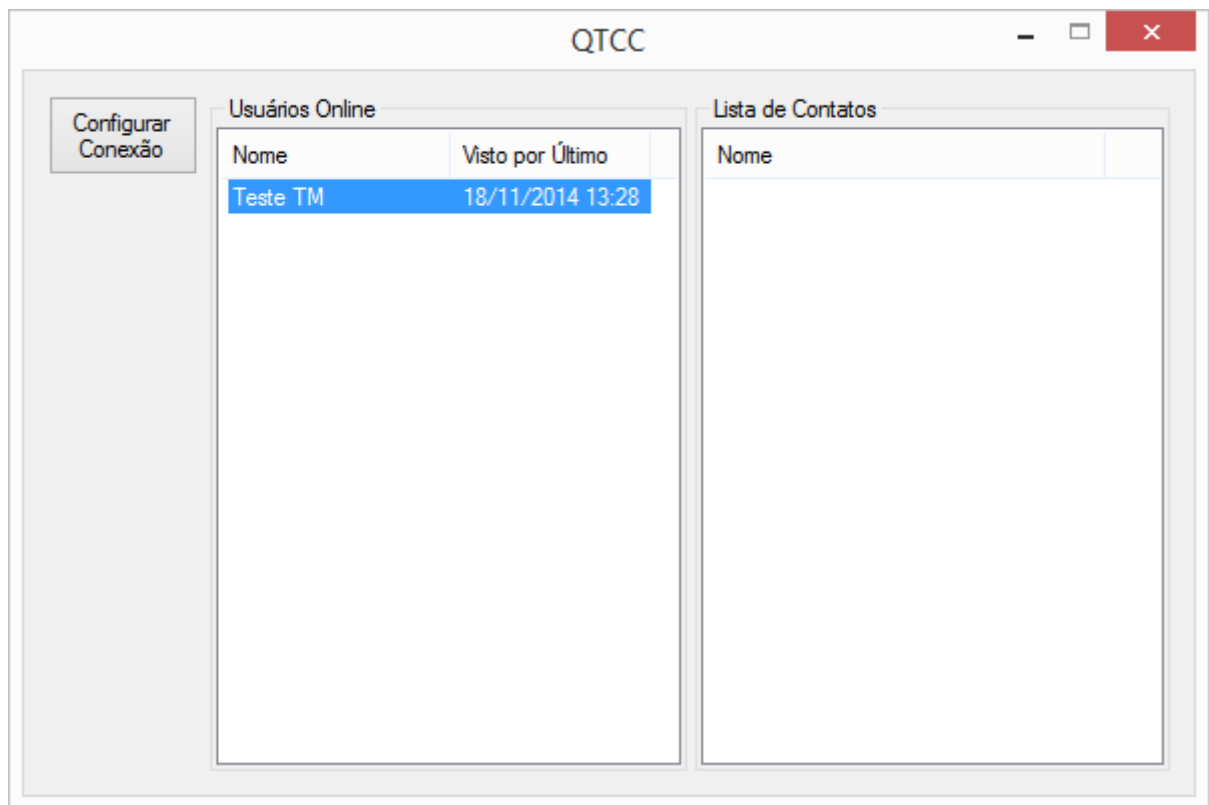 QTCC
Configurar
Conexão
Usuários Online
Nome Visto por Último
Teste TM 18/11/2014 13:28
Lista de Contatos
Nome